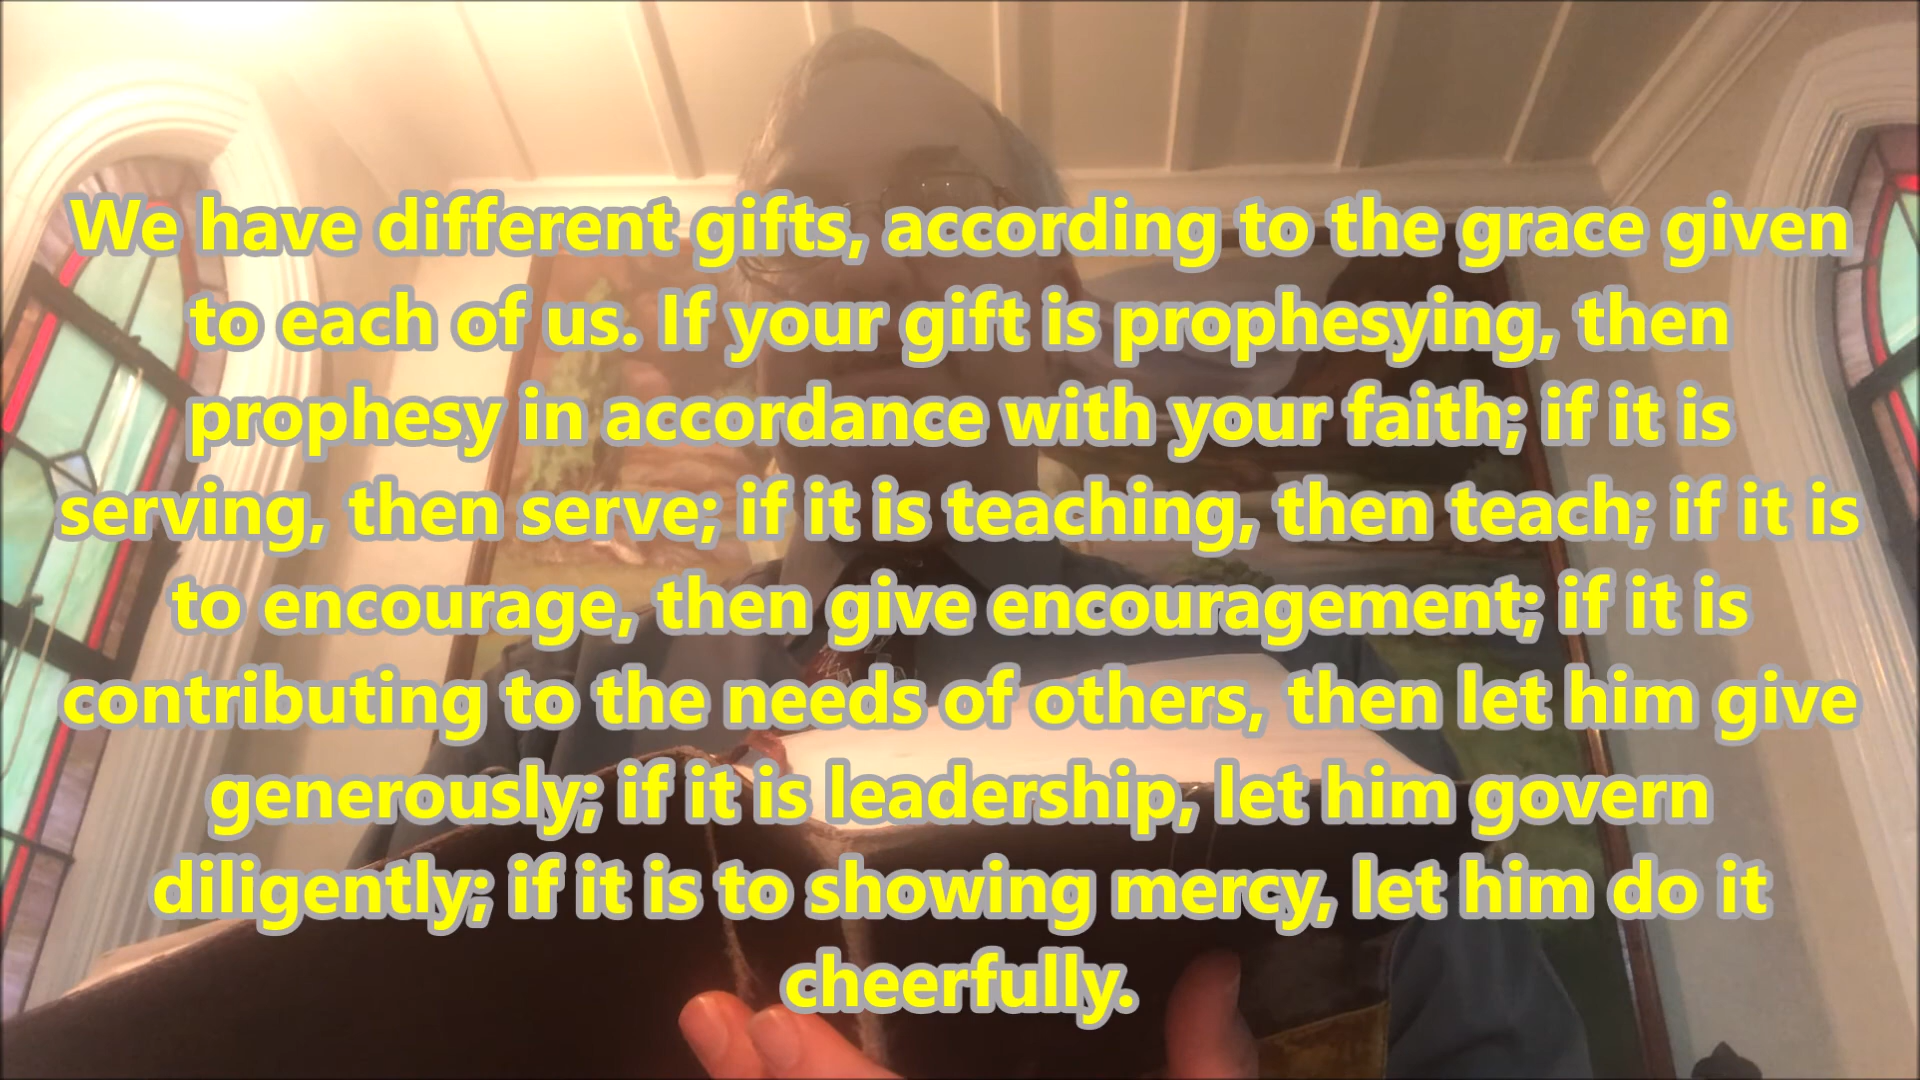 We have different gifts, according to the grace given
to each of us. If your gift is prophesying, then
prophesy in accordance with your faith; if it is
serving, then serve; if it is teaching, then teach; if it is
to encourage, then give encouragement; if it is
contributing to the needs of others, then let him give
generously; if it is leadership, let him govern
diligently; if it is to showing mercy, let him do it
cheerfully.